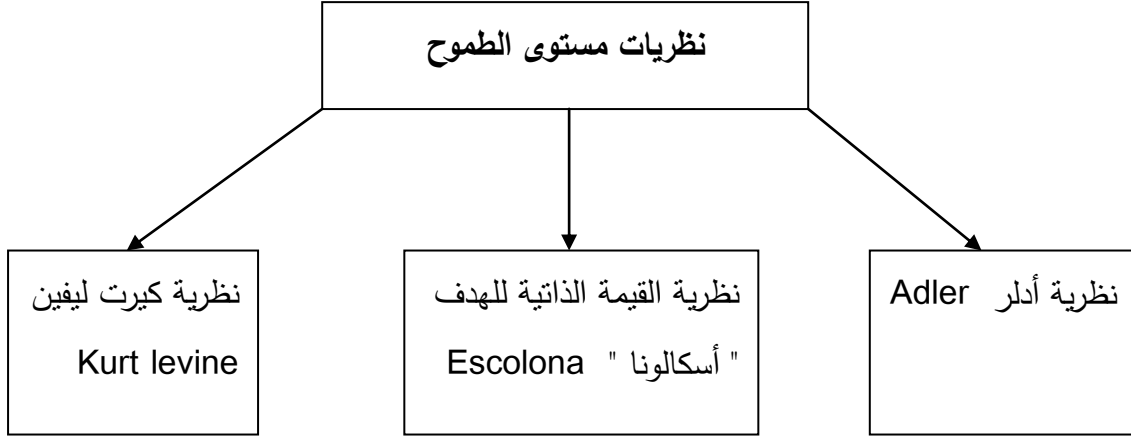 نظريات مستوى الطموح
نظرية أدلر Adler
نظرية القيمة الذاتية للهدف
" أسكالونا " Escolona
نظرية كيرت ليفين
Kurt levine